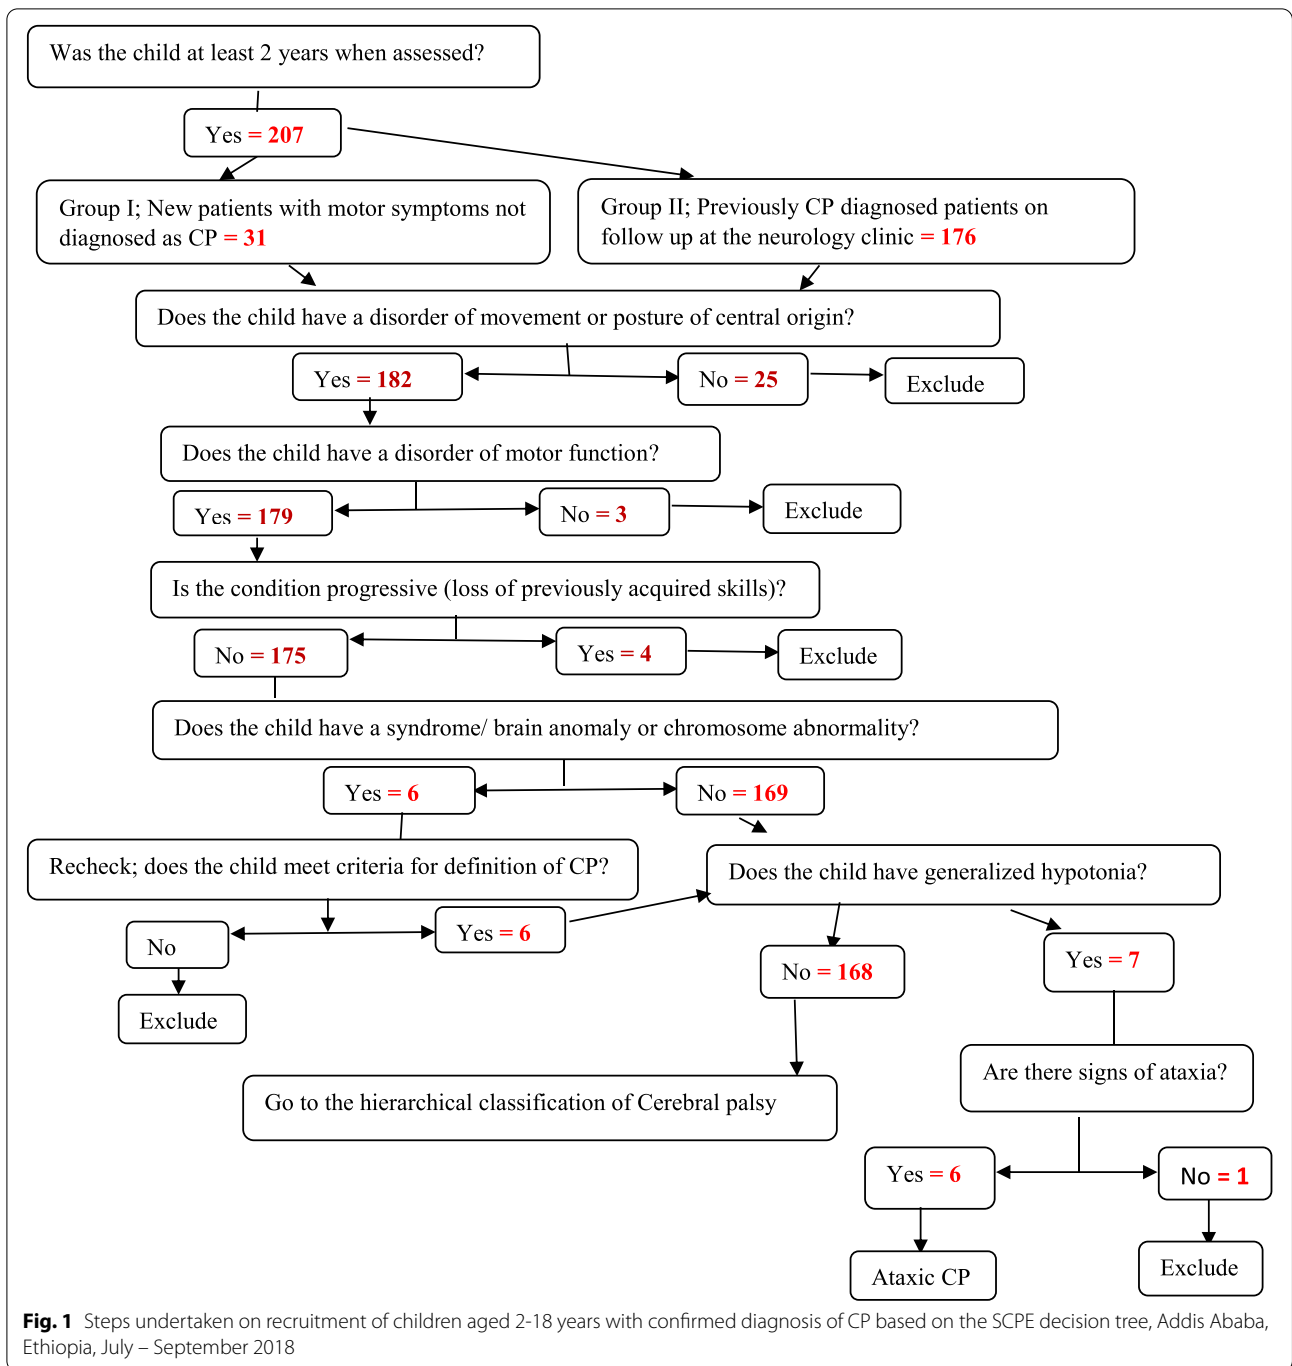 Was the child at least 2 years when assessed?
Yes = 207
Group I; New patients with motor symptoms not
diagnosed as CP = 31
Group II; Previously CP diagnosed patients on
follow up at the neurology clinic = 176
Does the child have a disorder of movement or posture of central origin?
Yes = 182
No = 25
Exclude
Does the child have a disorder of motor function?
Yes = 179
No = 3
Exclude
Is the condition progressive (loss of previously acquired skills)?
No = 175
Yes = 4
Exclude
Does the child have a syndrome/ brain anomaly or chromosome abnormality?
Yes = 6
No = 169
Recheck; does the child meet criteria for definition of CP?
Does the child have generalized hypotonia?
No
Yes = 6
Exclude
No = 168
Yes = 7
Go to the hierarchical classification of Cerebral palsy
Are there signs of ataxia?
Yes = 6
No = 1
Ataxic CP
Exclude
Fig. 1 Steps undertaken on recruitment of children aged 2-18 years with confirmed diagnosis of CP based on the SCPE decision tree, Addis Ababa,
Ethiopia, July – September 2018